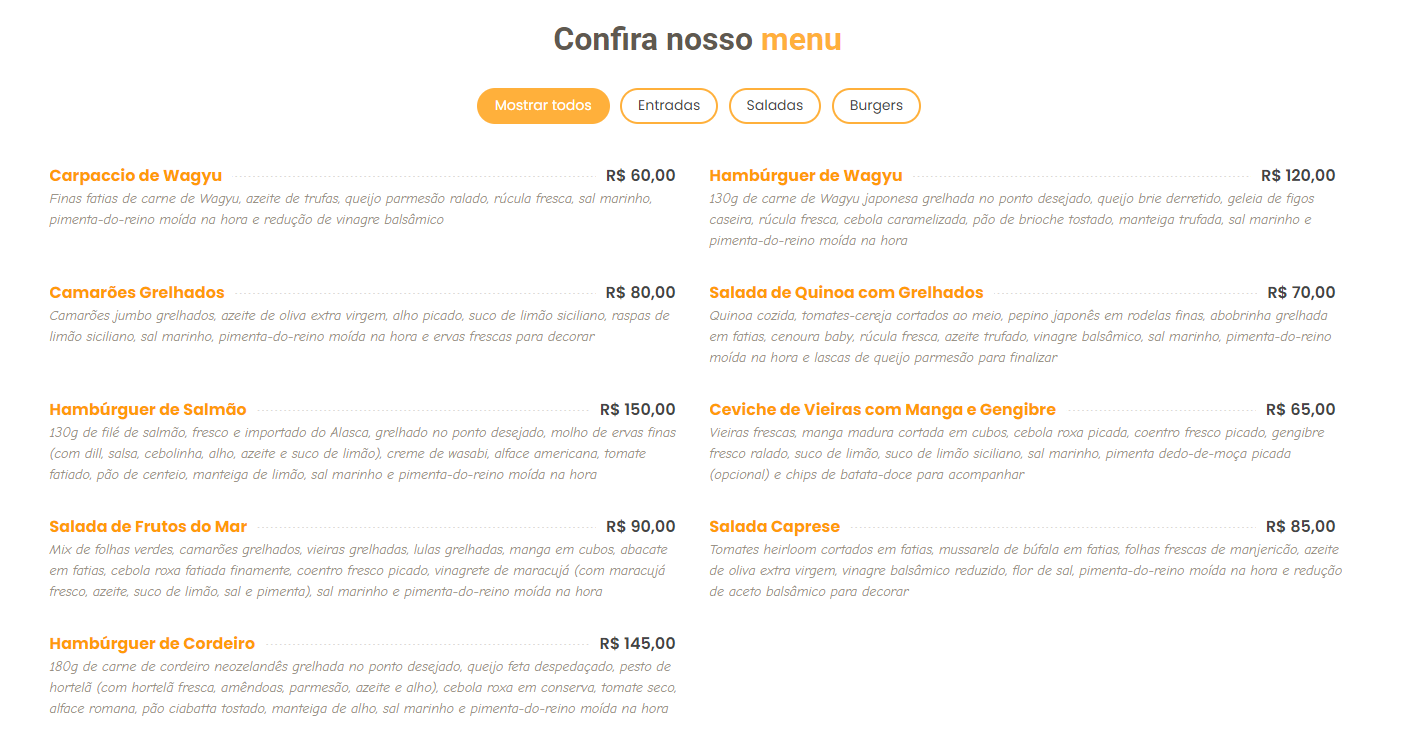 Confira nosso menu
Mostrar todos
Entradas
Saladas
Burgers
Carpaccio de Wagyu R$ 60,00
Finas fatias de carne de Wagyu, azeite de trufas, queijo parmesão ralado, rúcula fresca, sal marinho,
pimenta-do-reino moída na hora e redução de vinagre balsâmico
Hambúrguer de Wagyu R$ 120,00
130g de carne de Wagyu japonesa grelhada no ponto desejado, queijo brie derretido, geleia de figos
caseira, rúcula fresca, cebola caramelizada, pão de brioche tostado, manteiga trufada, sal marinho e
pimenta-do-reino moída na hora
Camarões Grelhados R$ 80,00
Camarões jumbo grelhados, azeite de oliva extra virgem, alho picado, suco de limão siciliano, raspas de
limão siciliano, sal marinho, pimenta-do-reino moída na hora e ervas frescas para decorar
Salada de Quinoa com Grelhados R$ 70,00
Quinoa cozida, tomates-cereja cortados ao meio, pepino japonês em rodelas finas, abobrinha grelhada
em fatias, cenoura baby, rúcula fresca, azeite trufado, vinagre balsâmico, sal marinho, pimenta-do-reino
moída na hora e lascas de queijo parmesão para finalizar
Hambúrguer de Salmão R$ 150,00
130g de filé de salmão, fresco e importado do Alasca, grelhado no ponto desejado, molho de ervas finas
(com dill, salsa, cebolinha, alho, azeite e suco de limão), creme de wasabi, alface americana, tomate
fatiado, pão de centeio, manteiga de limão, sal marinho e pimenta-do-reino moída na hora
Ceviche de Vieiras com Manga e Gengibre R$ 65,00
Vieiras frescas, manga madura cortada em cubos, cebola roxa picada, coentro fresco picado, gengibre
fresco ralado, suco de limão, suco de limão siciliano, sal marinho, pimenta dedo-de-moça picada
(opcional) e chips de batata-doce para acompanhar
Salada de Frutos do Mar R$ 90,00
Mix de folhas verdes, camarões grelhados, vieiras grelhadas, lulas grelhadas, manga em cubos, abacate
em fatias, cebola roxa fatiada finamente, coentro fresco picado, vinagrete de maracujá (com maracujá
fresco, azeite, suco de limão, sal e pimenta), sal marinho e pimenta-do-reino moída na hora
Salada Caprese R$ 85,00
Tomates heirloom cortados em fatias, mussarela de búfala em fatias, folhas frescas de manjericão, azeite
de oliva extra virgem, vinagre balsâmico reduzido, flor de sal, pimenta-do-reino moída na hora e redução
de aceto balsâmico para decorar
Hambúrguer de Cordeiro R$ 145,00
180g de carne de cordeiro neozelandês grelhada no ponto desejado, queijo feta despedaçado, pesto de
hortelã (com hortelã fresca, amêndoas, parmesão, azeite e alho), cebola roxa em conserva, tomate seco,
alface romana, pão ciabatta tostado, manteiga de alho, sal marinho e pimenta-do-reino moída na hora